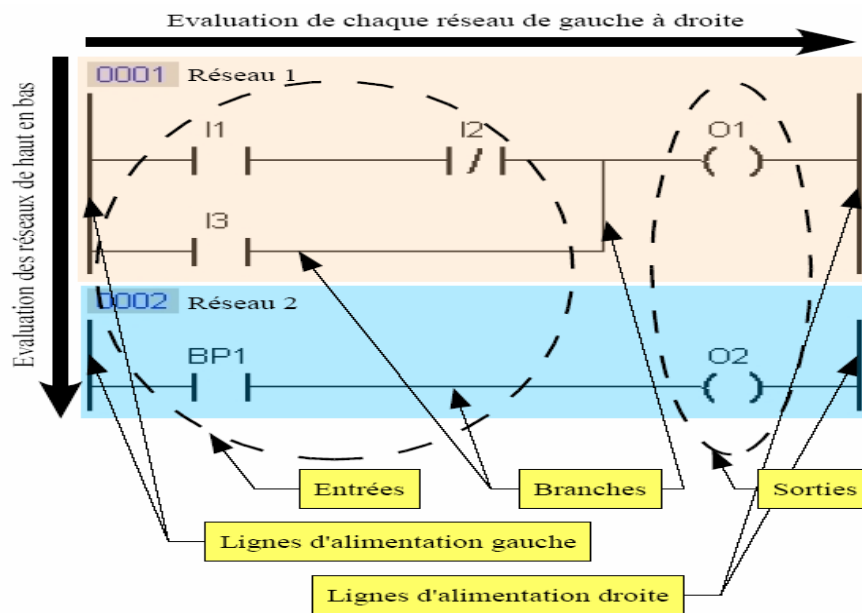 Evaluation de chaque réseau de gauche à droite
Evaluation des réseaux de haut en bas
0001 Réseau 1
I1 I2 O1
I3
0002 Réseau 2
BP1 O2
Entrées Branches Sorties
Lignes d'alimentation gauche
Lignes d'alimentation droite